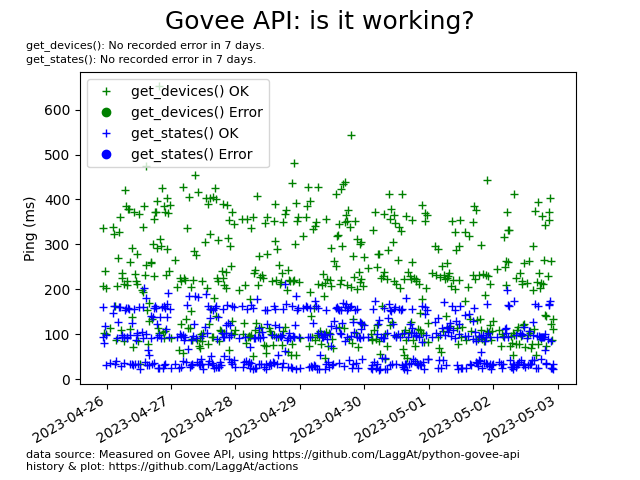 Govee API: is it working?
get_devices(): No recorded error in 7 days.
get_states(): No recorded error in 7 days.
get_devices() OK
get_devices() Error
get_states() OK
get_states() Error
Ping (ms)
600
500
400
300
200
100
0
2023-04-26
2023-04-27
2023-04-28
2023-04-29
2023-04-30
2023-05-01
2023-05-02
2023-05-03
data source: Measured on Govee API, using https://github.com/LaggAt/python-govee-api
history & plot: https://github.com/LaggAt/actions